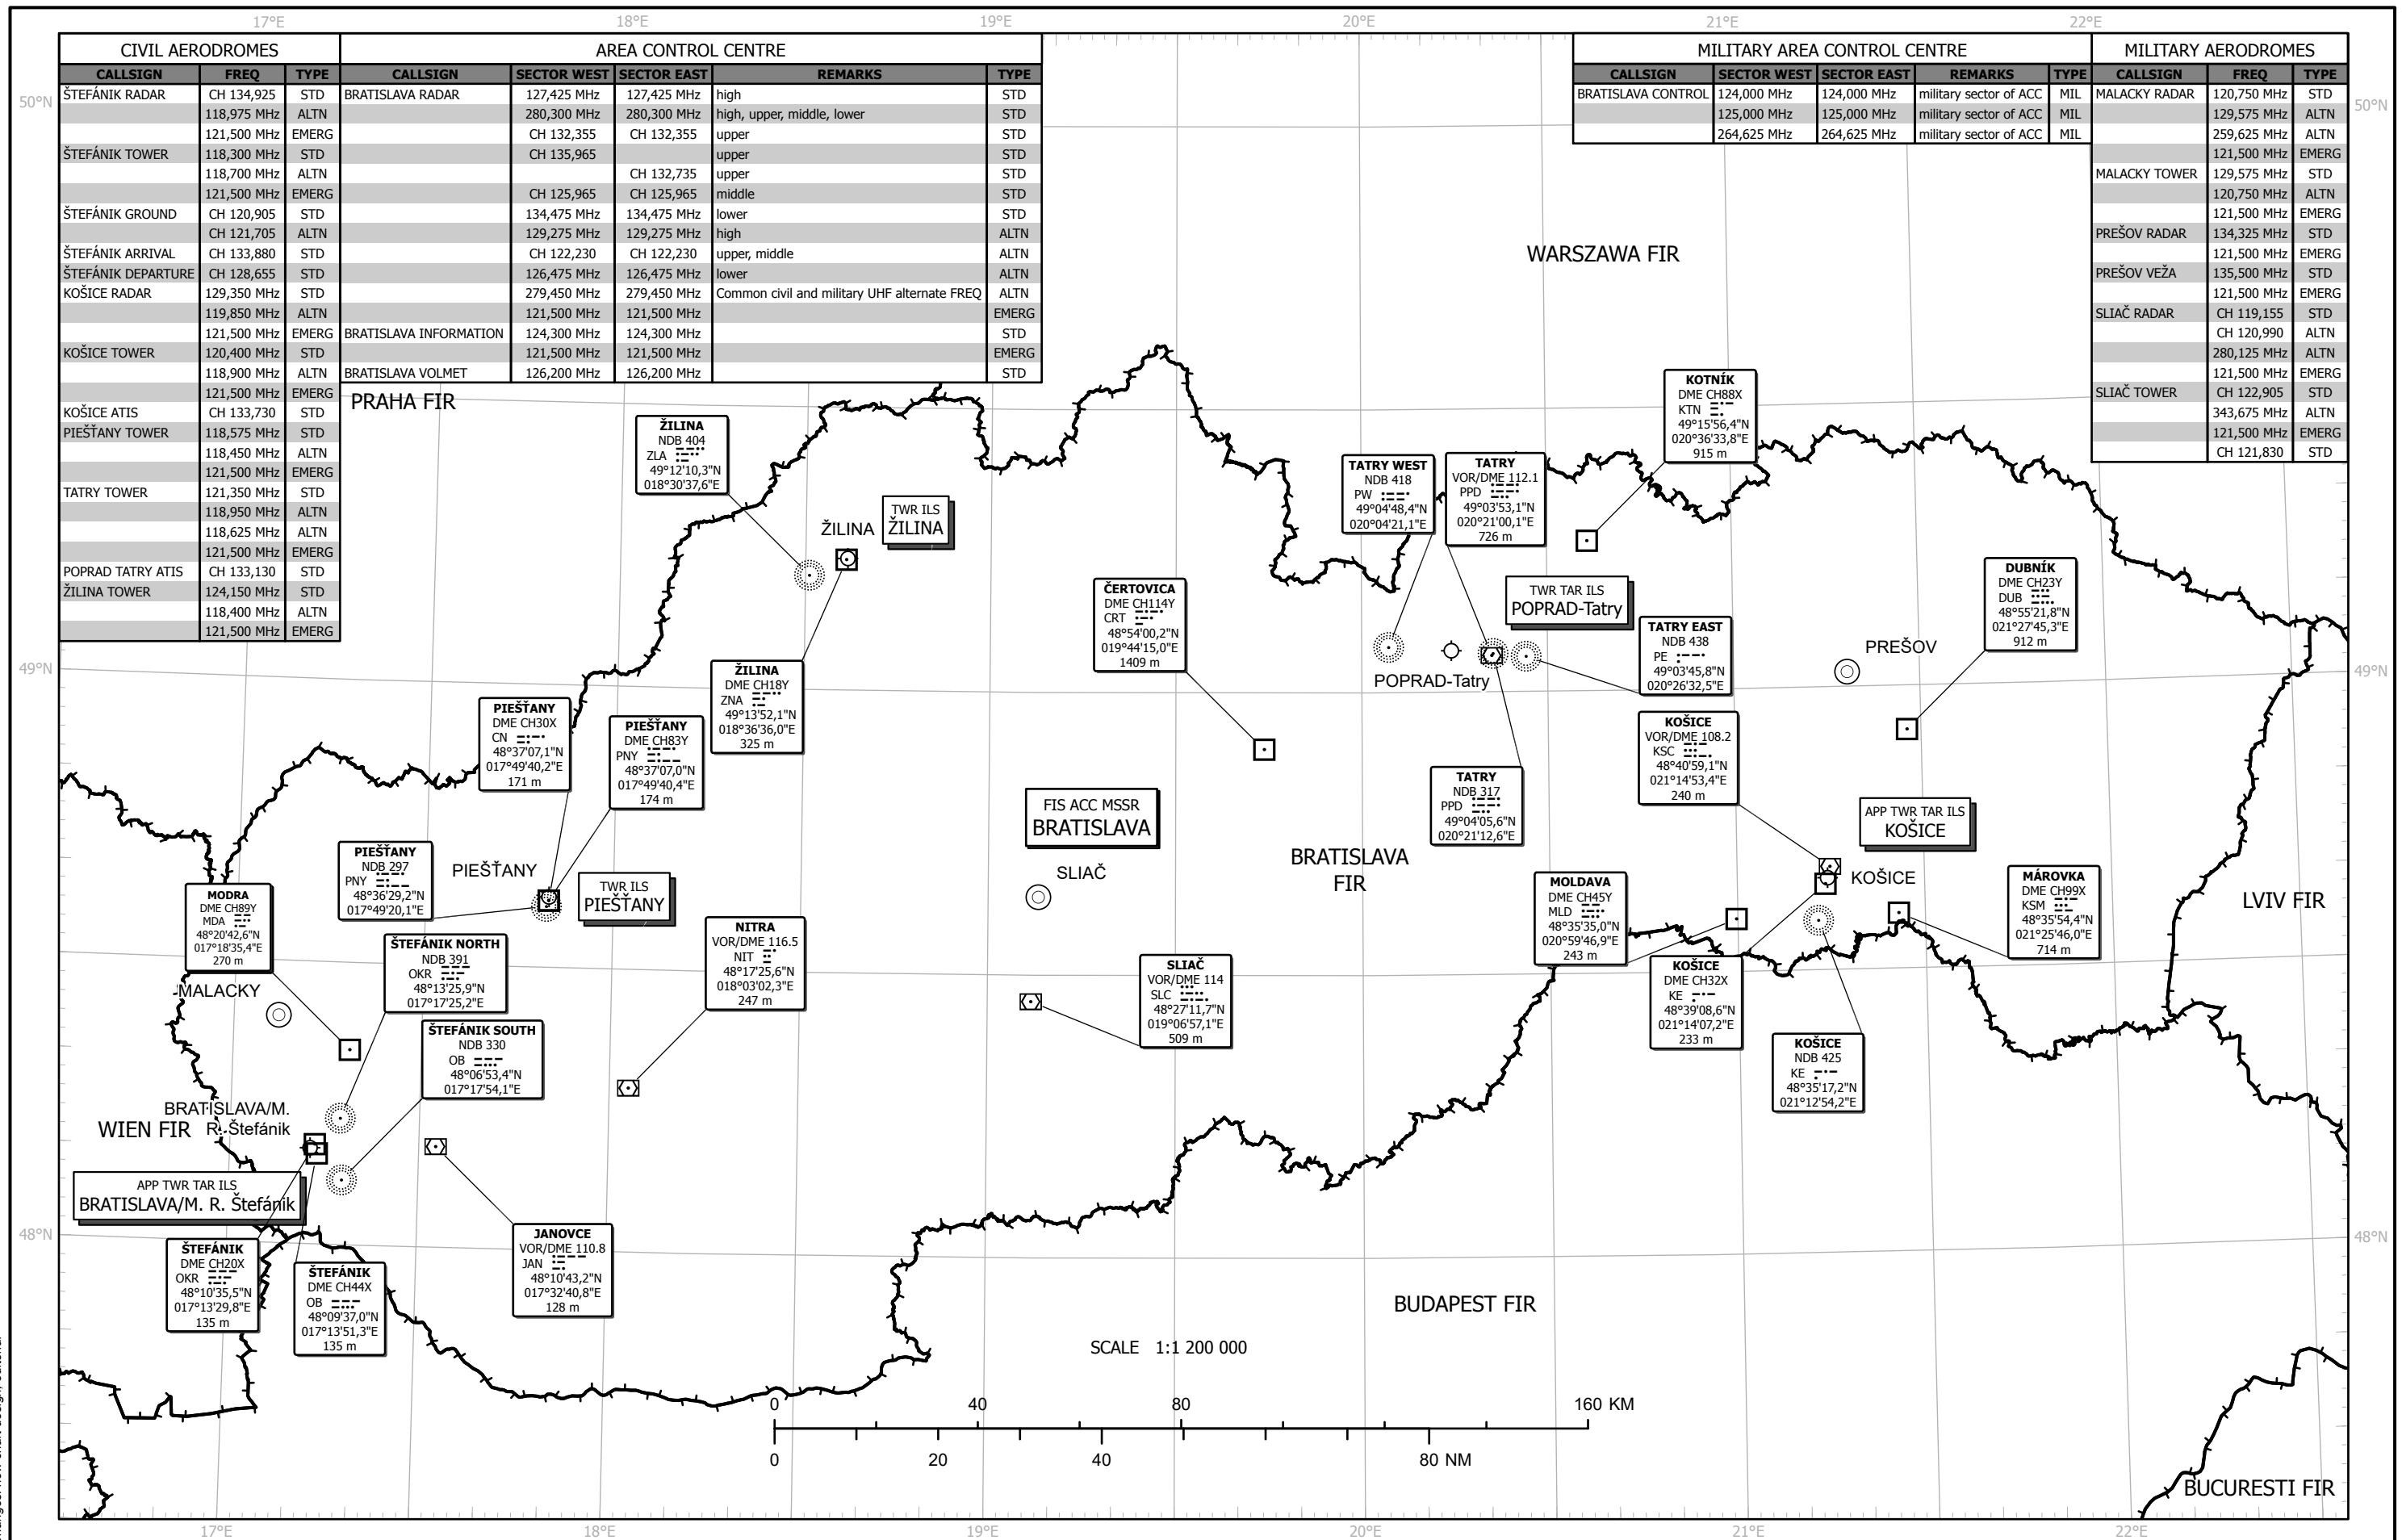 17°E 18°E 19°E 20°E 21°E 22°E
CIVIL AERODROMES
CALLSIGN FREQ TYPE
ŠTEFÁNIK RADAR CH 134,925 STD
118,975 MHz ALTN
121,500 MHz EMERG
ŠTEFÁNIK TOWER 118,300 MHz STD
118,700 MHz ALTN
121,500 MHz EMERG
ŠTEFÁNIK GROUND CH 120,905 STD
CH 121,705 ALTN
ŠTEFÁNIK ARRIVAL CH 133,880 STD
ŠTEFÁNIK DEPARTURE CH 128,655 STD
KOŠICE RADAR 129,350 MHz STD
119,850 MHz ALTN
121,500 MHz EMERG
KOŠICE TOWER 120,400 MHz STD
118,900 MHz ALTN
121,500 MHz EMERG
KOŠICE ATIS CH 133,730 STD
PIEŠŤANY TOWER 118,575 MHz STD
118,450 MHz ALTN
121,500 MHz EMERG
TATRY TOWER 121,350 MHz STD
118,950 MHz ALTN
118,625 MHz ALTN
121,500 MHz EMERG
POPRAD TATRY ATIS CH 133,130 STD
ŽILINA TOWER 124,150 MHz STD
118,400 MHz ALTN
121,500 MHz EMERG
AREA CONTROL CENTRE
CALLSIGN SECTOR WEST SECTOR EAST REMARKS TYPE
BRATISLAVA RADAR 127,425 MHz 127,425 MHz high STD
280,300 MHz 280,300 MHz high, upper, middle, lower STD
CH 132,355 CH 132,355 upper STD
CH 135,965 upper STD
CH 132,735 upper STD
CH 125,965 CH 125,965 middle STD
134,475 MHz 134,475 MHz lower STD
129,275 MHz 129,275 MHz high ALTN
CH 122,230 CH 122,230 upper, middle ALTN
126,475 MHz 126,475 MHz lower ALTN
279,450 MHz 279,450 MHz Common civil and military UHF alternate FREQ ALTN
121,500 MHz 121,500 MHz EMERG
BRATISLAVA INFORMATION 124,300 MHz 124,300 MHz STD
121,500 MHz 121,500 MHz EMERG
BRATISLAVA VOLMET 126,200 MHz 126,200 MHz STD
MILITARY AREA CONTROL CENTRE
CALLSIGN SECTOR WEST SECTOR EAST REMARKS TYPE
BRATISLAVA CONTROL 124,000 MHz 124,000 MHz military sector of ACC MIL
125,000 MHz 125,000 MHz military sector of ACC MIL
264,625 MHz 264,625 MHz military sector of ACC MIL
MILITARY AERODROMES
CALLSIGN FREQ TYPE
MALACKY RADAR 120,750 MHz STD
129,575 MHz ALTN
259,625 MHz ALTN
121,500 MHz EMERG
MALACKY TOWER 129,575 MHz STD
120,750 MHz ALTN
121,500 MHz EMERG
PREŠOV RADAR 134,325 MHz STD
121,500 MHz EMERG
PREŠOV VEŽA 135,500 MHz STD
121,500 MHz EMERG
SLIAČ RADAR CH 119,155 STD
CH 120,990 ALTN
280,125 MHz ALTN
121,500 MHz EMERG
SLIAČ TOWER CH 122,905 STD
343,675 MHz ALTN
121,500 MHz EMERG
CH 121,830 STD
50°N 50°N
WARSZAWA FIR
PRAHA FIR
KOTNÍK
DME CH88X
KTN
49°15'56,4"N
020°36'33,8"E
915 m
ŽILINA
NDB 404
ZLA
49°12'10,3"N
018°30'37,6"E
TATRY WEST
NDB 418
PW
49°04'48,4"N
020°04'21,1"E
TATRY
VOR/DME 112.1
PPD
49°03'53,1"N
020°21'00,1"E
726 m
TWR ILS
ŽILINA
ŽILINA
DUBNÍK
DME CH23Y
DUB
48°55'21,8"N
021°27'45,3"E
912 m
ČERTOVICA
DME CH114Y
CRT
48°54'00,2"N
019°44'15,0"E
1409 m
TWR TAR ILS
POPRAD-Tatry
TATRY EAST
NDB 438
PE
49°03'45,8"N
020°26'32,5"E
PREŠOV
49°N 49°N
POPRAD-Tatry
ŽILINA
DME CH18Y
ZNA
49°13'52,1"N
018°36'36,0"E
325 m
PIEŠŤANY
DME CH30X
CN
48°37'07,1"N
017°49'40,2"E
171 m
PIEŠŤANY
DME CH83Y
PNY
48°37'07,0"N
017°49'40,4"E
174 m
KOŠICE
VOR/DME 108.2
KSC
48°40'59,1"N
021°14'53,4"E
240 m
TATRY
NDB 317
PPD
49°04'05,6"N
020°21'12,6"E
FIS ACC MSSR
BRATISLAVA
APP TWR TAR ILS
KOŠICE
PIEŠŤANY
NDB 297
PNY
48°36'29,2"N
017°49'20,1"E
PIEŠŤANY
TWR ILS
PIEŠŤANY
BRATISLAVA
FIR
SLIAČ
KOŠICE
MÁROVKA
DME CH99X
KSM
48°35'54,4"N
021°25'46,0"E
714 m
LVIV FIR
MOLDAVA
DME CH45Y
MLD
48°35'35,0"N
020°59'46,9"E
243 m
MODRA
DME CH89Y
MDA
48°20'42,6"N
017°18'35,4"E
270 m
MALACKY
ŠTEFÁNIK NORTH
NDB 391
OKR
48°13'25,9"N
017°17'25,2"E
NITRA
VOR/DME 116.5
NIT
48°17'25,6"N
018°03'02,3"E
247 m
SLIAČ
VOR/DME 114
SLC
48°27'11,7"N
019°06'57,1"E
509 m
KOŠICE
DME CH32X
KE
48°39'08,6"N
021°14'07,2"E
233 m
ŠTEFÁNIK SOUTH
NDB 330
OB
48°06'53,4"N
017°17'54,1"E
KOŠICE
NDB 425
KE
48°35'17,2"N
021°12'54,2"E
BRATISLAVA/M.
R. Štefánik
WIEN FIR
APP TWR TAR ILS
BRATISLAVA/M. R. Štefánik
48°N 48°N
ŠTEFÁNIK
DME CH20X
OKR
48°10'35,5"N
017°13'29,8"E
135 m
ŠTEFÁNIK
DME CH44X
OB
48°09'37,0"N
017°13'51,3"E
135 m
JANOVCE
VOR/DME 110.8
JAN
48°10'43,2"N
017°32'40,8"E
128 m
BUDAPEST FIR
SCALE 1:1 200 000
0 40 80 160 KM
0 20 40 80 NM
BUCURESTI FIR
17°E 18°E 19°E 20°E 21°E 22°E